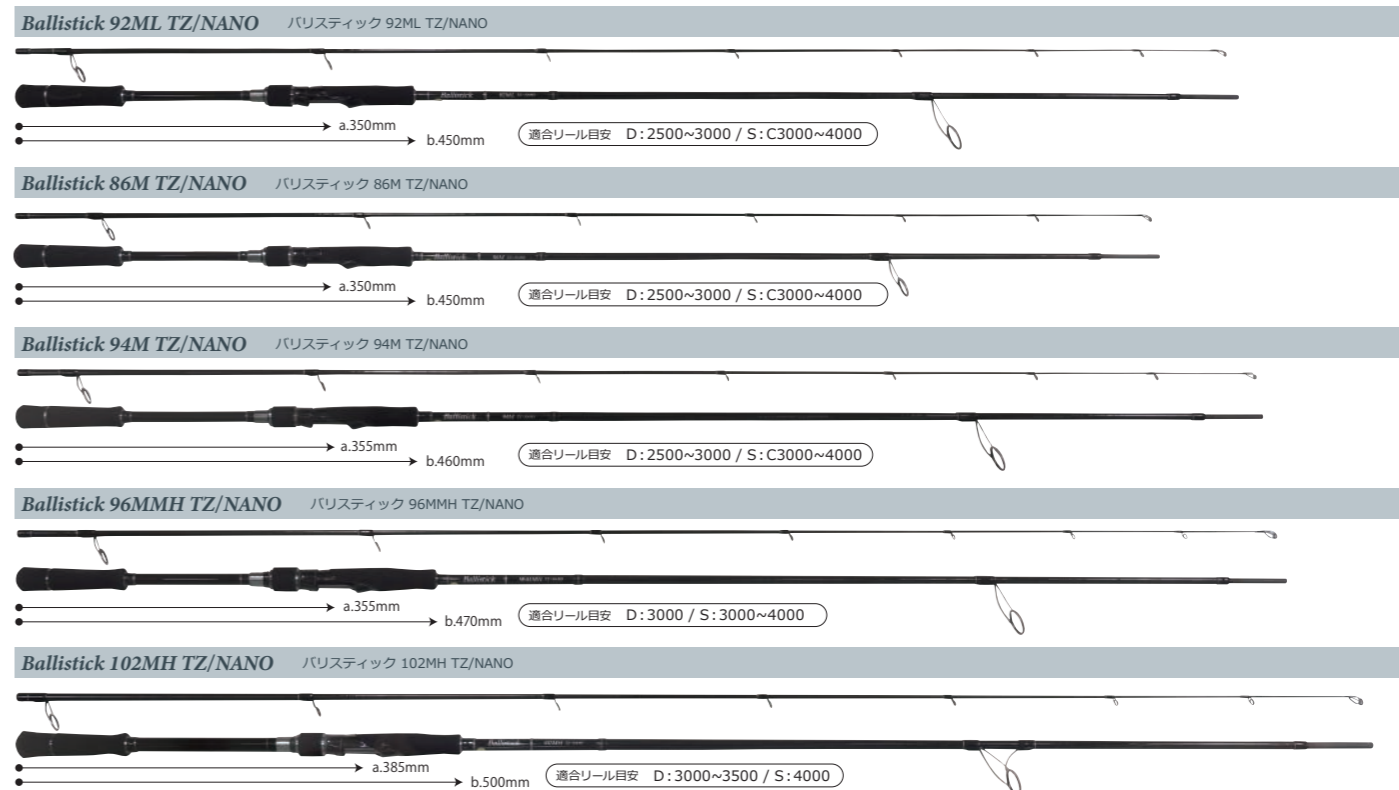 Ballistick 92ML TZ/NANO バリスティック 92ML TZ/NANO
a.350mm
b.450mm
適合リール目安 D:2500~3000 / S:C3000~4000
Ballistick 86M TZ/NANO バリスティック 86M TZ/NANO
a.350mm
b.450mm
適合リール目安 D:2500~3000 / S:C3000~4000
Ballistick 94M TZ/NANO バリスティック 94M TZ/NANO
a.355mm
b.460mm
適合リール目安 D:2500~3000 / S:C3000~4000
Ballistick 96MMH TZ/NANO バリスティック 96MMH TZ/NANO
a.355mm
b.470mm
適合リール目安 D:3000 / S:3000~4000
Ballistick 102MH TZ/NANO バリスティック 102MH TZ/NANO
a.385mm
b.500mm
適合リール目安 D:3000~3500 / S:4000